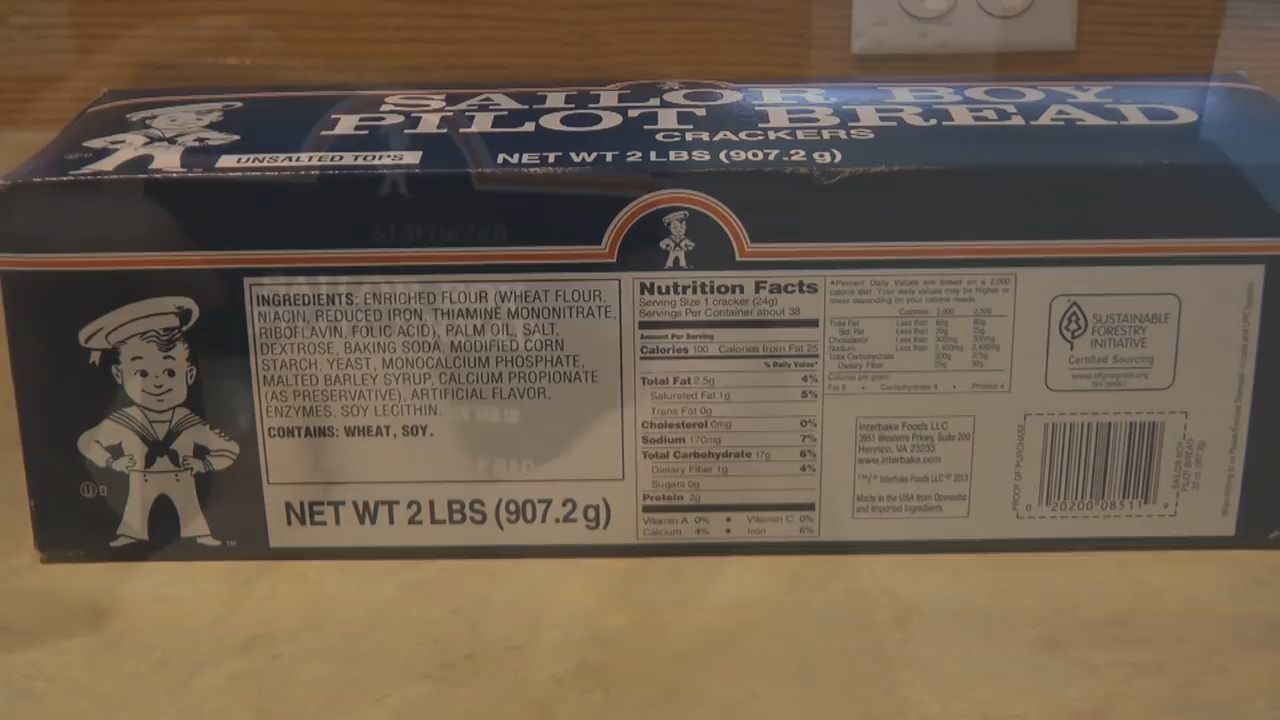 SAILOR BOY
PILOT BREAD
CRACKERS
UNSALTED TOPS
NET WT 2 LBS (907.2 g)
INGREDIENTS: ENRICHED FLOUR (WHEAT FLOUR,
NIACIN, REDUCED IRON, THIAMINE MONONITRATE,
RIBOFLAVIN, FOLIC ACID), PALM OIL, SALT,
DEXTROSE, BAKING SODA, MODIFIED CORN
STARCH, YEAST, MONOCALCIUM PHOSPHATE,
MALTED BARLEY SYRUP, CALCIUM PROPIONATE
(AS PRESERVATIVE), ARTIFICIAL FLAVOR,
ENZYMES, SOY LECITHIN.
CONTAINS: WHEAT, SOY.
NET WT 2 LBS (907.2 g)
U D
TM
Nutrition Facts
Serving Size 1 cracker (24g)
Servings Per Container about 38
Amount Per Serving
Calories 100 Calories from Fat 25
% Daily Value*
Total Fat 2.5g 4%
Saturated Fat 1g 5%
Trans Fat 0g
Cholesterol 0mg 0%
Sodium 170mg 7%
Total Carbohydrate 17g 6%
Dietary Fiber 1g 4%
Sugars 0g
Protein 2g
Vitamin A 0% • Vitamin C 0%
Calcium 4% • Iron 6%
*Percent Daily Values are based on a 2,000
calorie diet. Your daily values may be higher or
lower depending on your calorie needs.
Calories: 2,000 2,500
Total Fat Less than 65g 80g
Sat. Fat Less than 20g 25g
Cholesterol Less than 300mg 300mg
Sodium Less than 2,400mg 2,400mg
Total Carbohydrate 300g 375g
Dietary Fiber 25g 30g
Calories per gram:
Fat 9 • Carbohydrate 4 • Protein 4
Interbake Foods LLC
3951 Westerre Prkwy, Suite 200
Henrico, VA 23233
www.interbake.com
Interbake Foods LLC © 2013
Made in the USA from Domestic
and Imported Ingredients
SUSTAINABLE
FORESTRY
INITIATIVE
Certified Sourcing
www.sfiprogram.org
PROOF OF PURCHASE
0 20200 08511 9
SAILOR BOY
PILOT BREAD
32 oz. (907.2g)